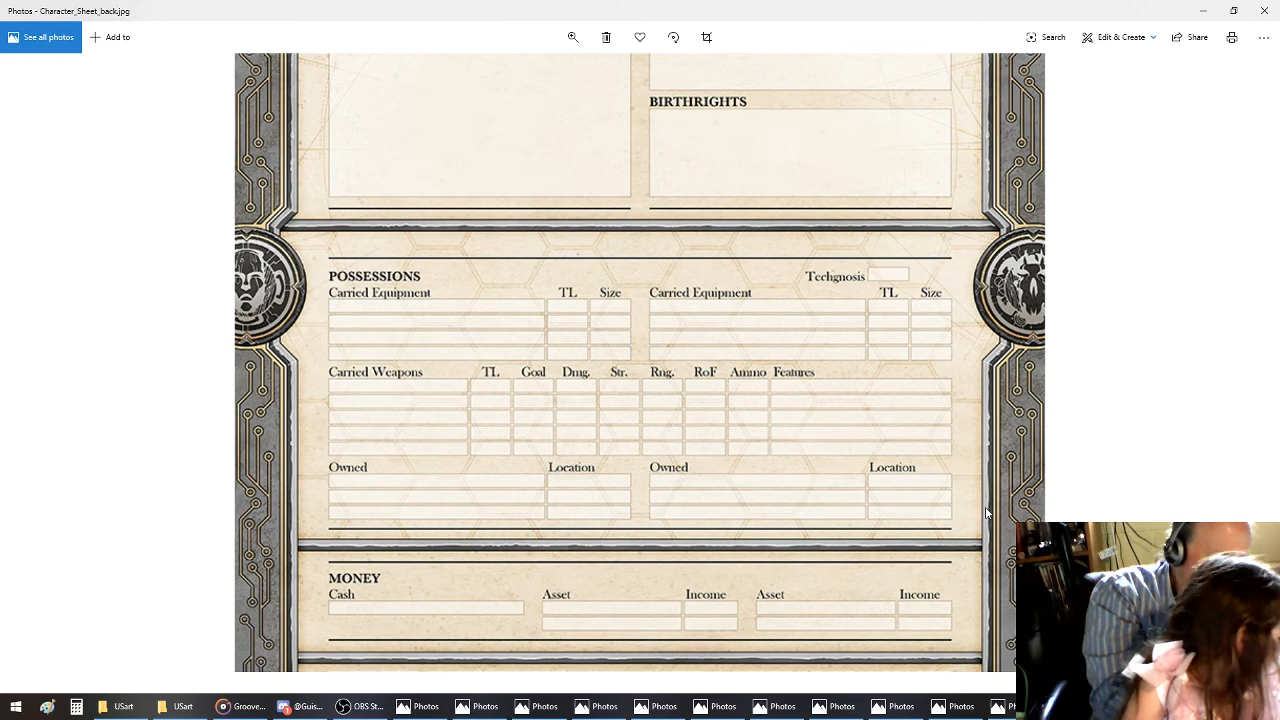 Photos - Character_Sheet_back.jpg
See all photos + Add to Search Edit & Create Share
BIRTHRIGHTS
POSSESSIONS Techgnosis
Carried Equipment TL Size Carried Equipment TL Size
Carried Weapons TL Goal Dmg. Str. Rng. RoF Ammo Features
Owned Location Owned Location
MONEY
Cash Asset Income Asset Income
USart USart Groove... @Guis... OBS St... Photos Photos Photos Photos Photos Photos Photos Photos Photos Photos